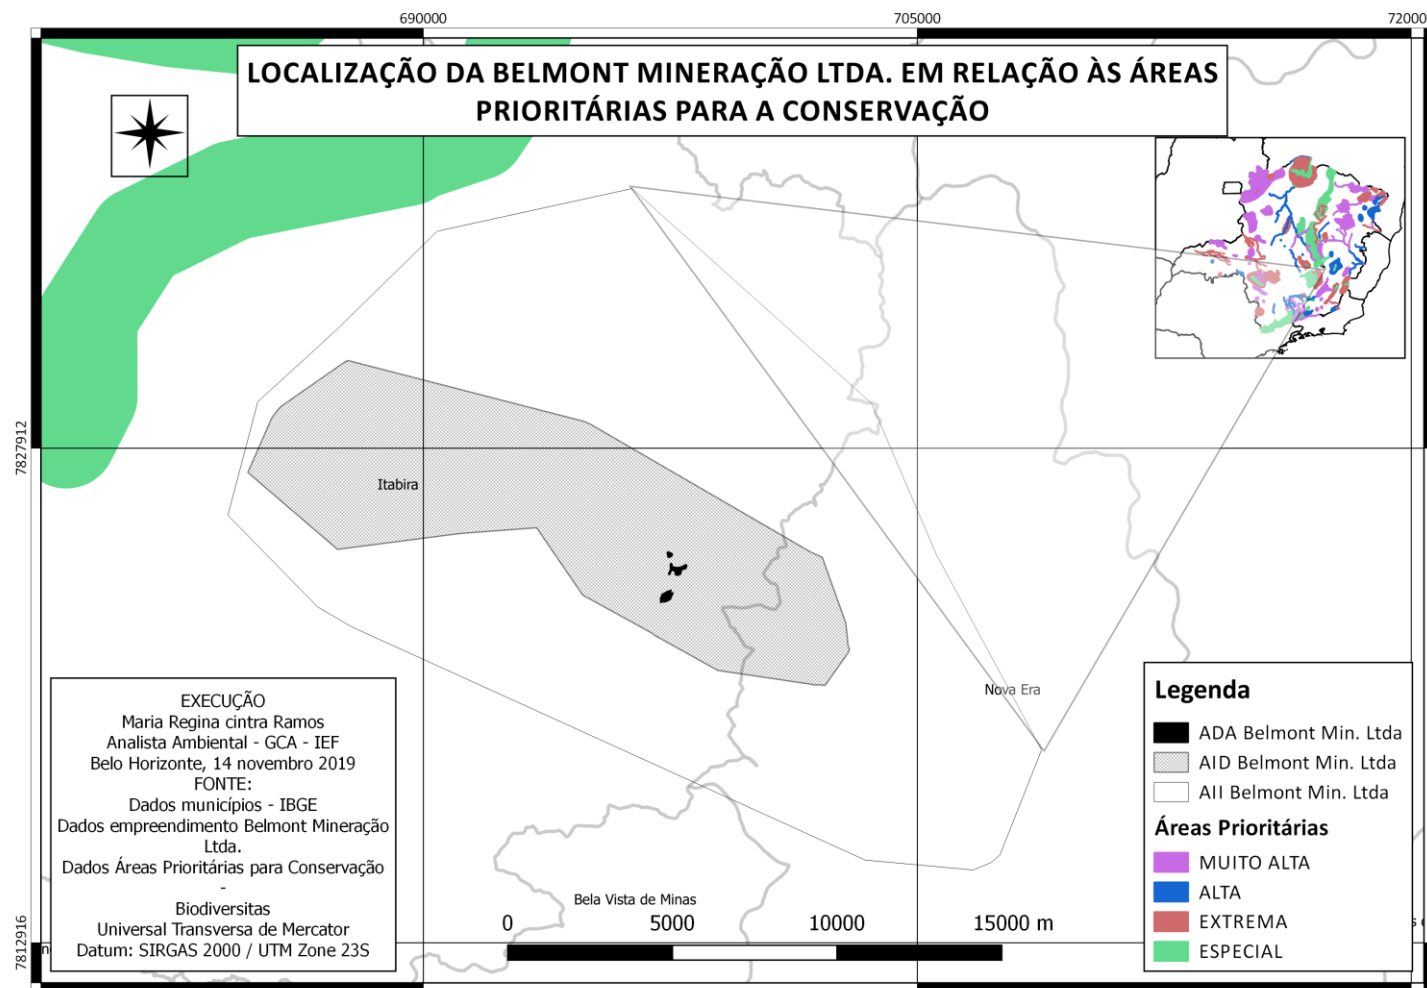 690000
705000
72000
LOCALIZAÇÃO DA BELMONT MINERAÇÃO LTDA. EM RELAÇÃO ÀS ÁREAS
PRIORITÁRIAS PARA A CONSERVAÇÃO
7827912
Itabira
Nova Era
Bela Vista de Minas
7812916
EXECUÇÃO
Maria Regina cintra Ramos
Analista Ambiental - GCA - IEF
Belo Horizonte, 14 novembro 2019
FONTE:
Dados municípios - IBGE
Dados empreendimento Belmont Mineração
Ltda.
Dados Áreas Prioritárias para Conservação
-
Biodiversitas
Universal Transversa de Mercator
Datum: SIRGAS 2000 / UTM Zone 23S
0 5000 10000 15000 m
Legenda
ADA Belmont Min. Ltda
AID Belmont Min. Ltda
AII Belmont Min. Ltda
Áreas Prioritárias
MUITO ALTA
ALTA
EXTREMA
ESPECIAL